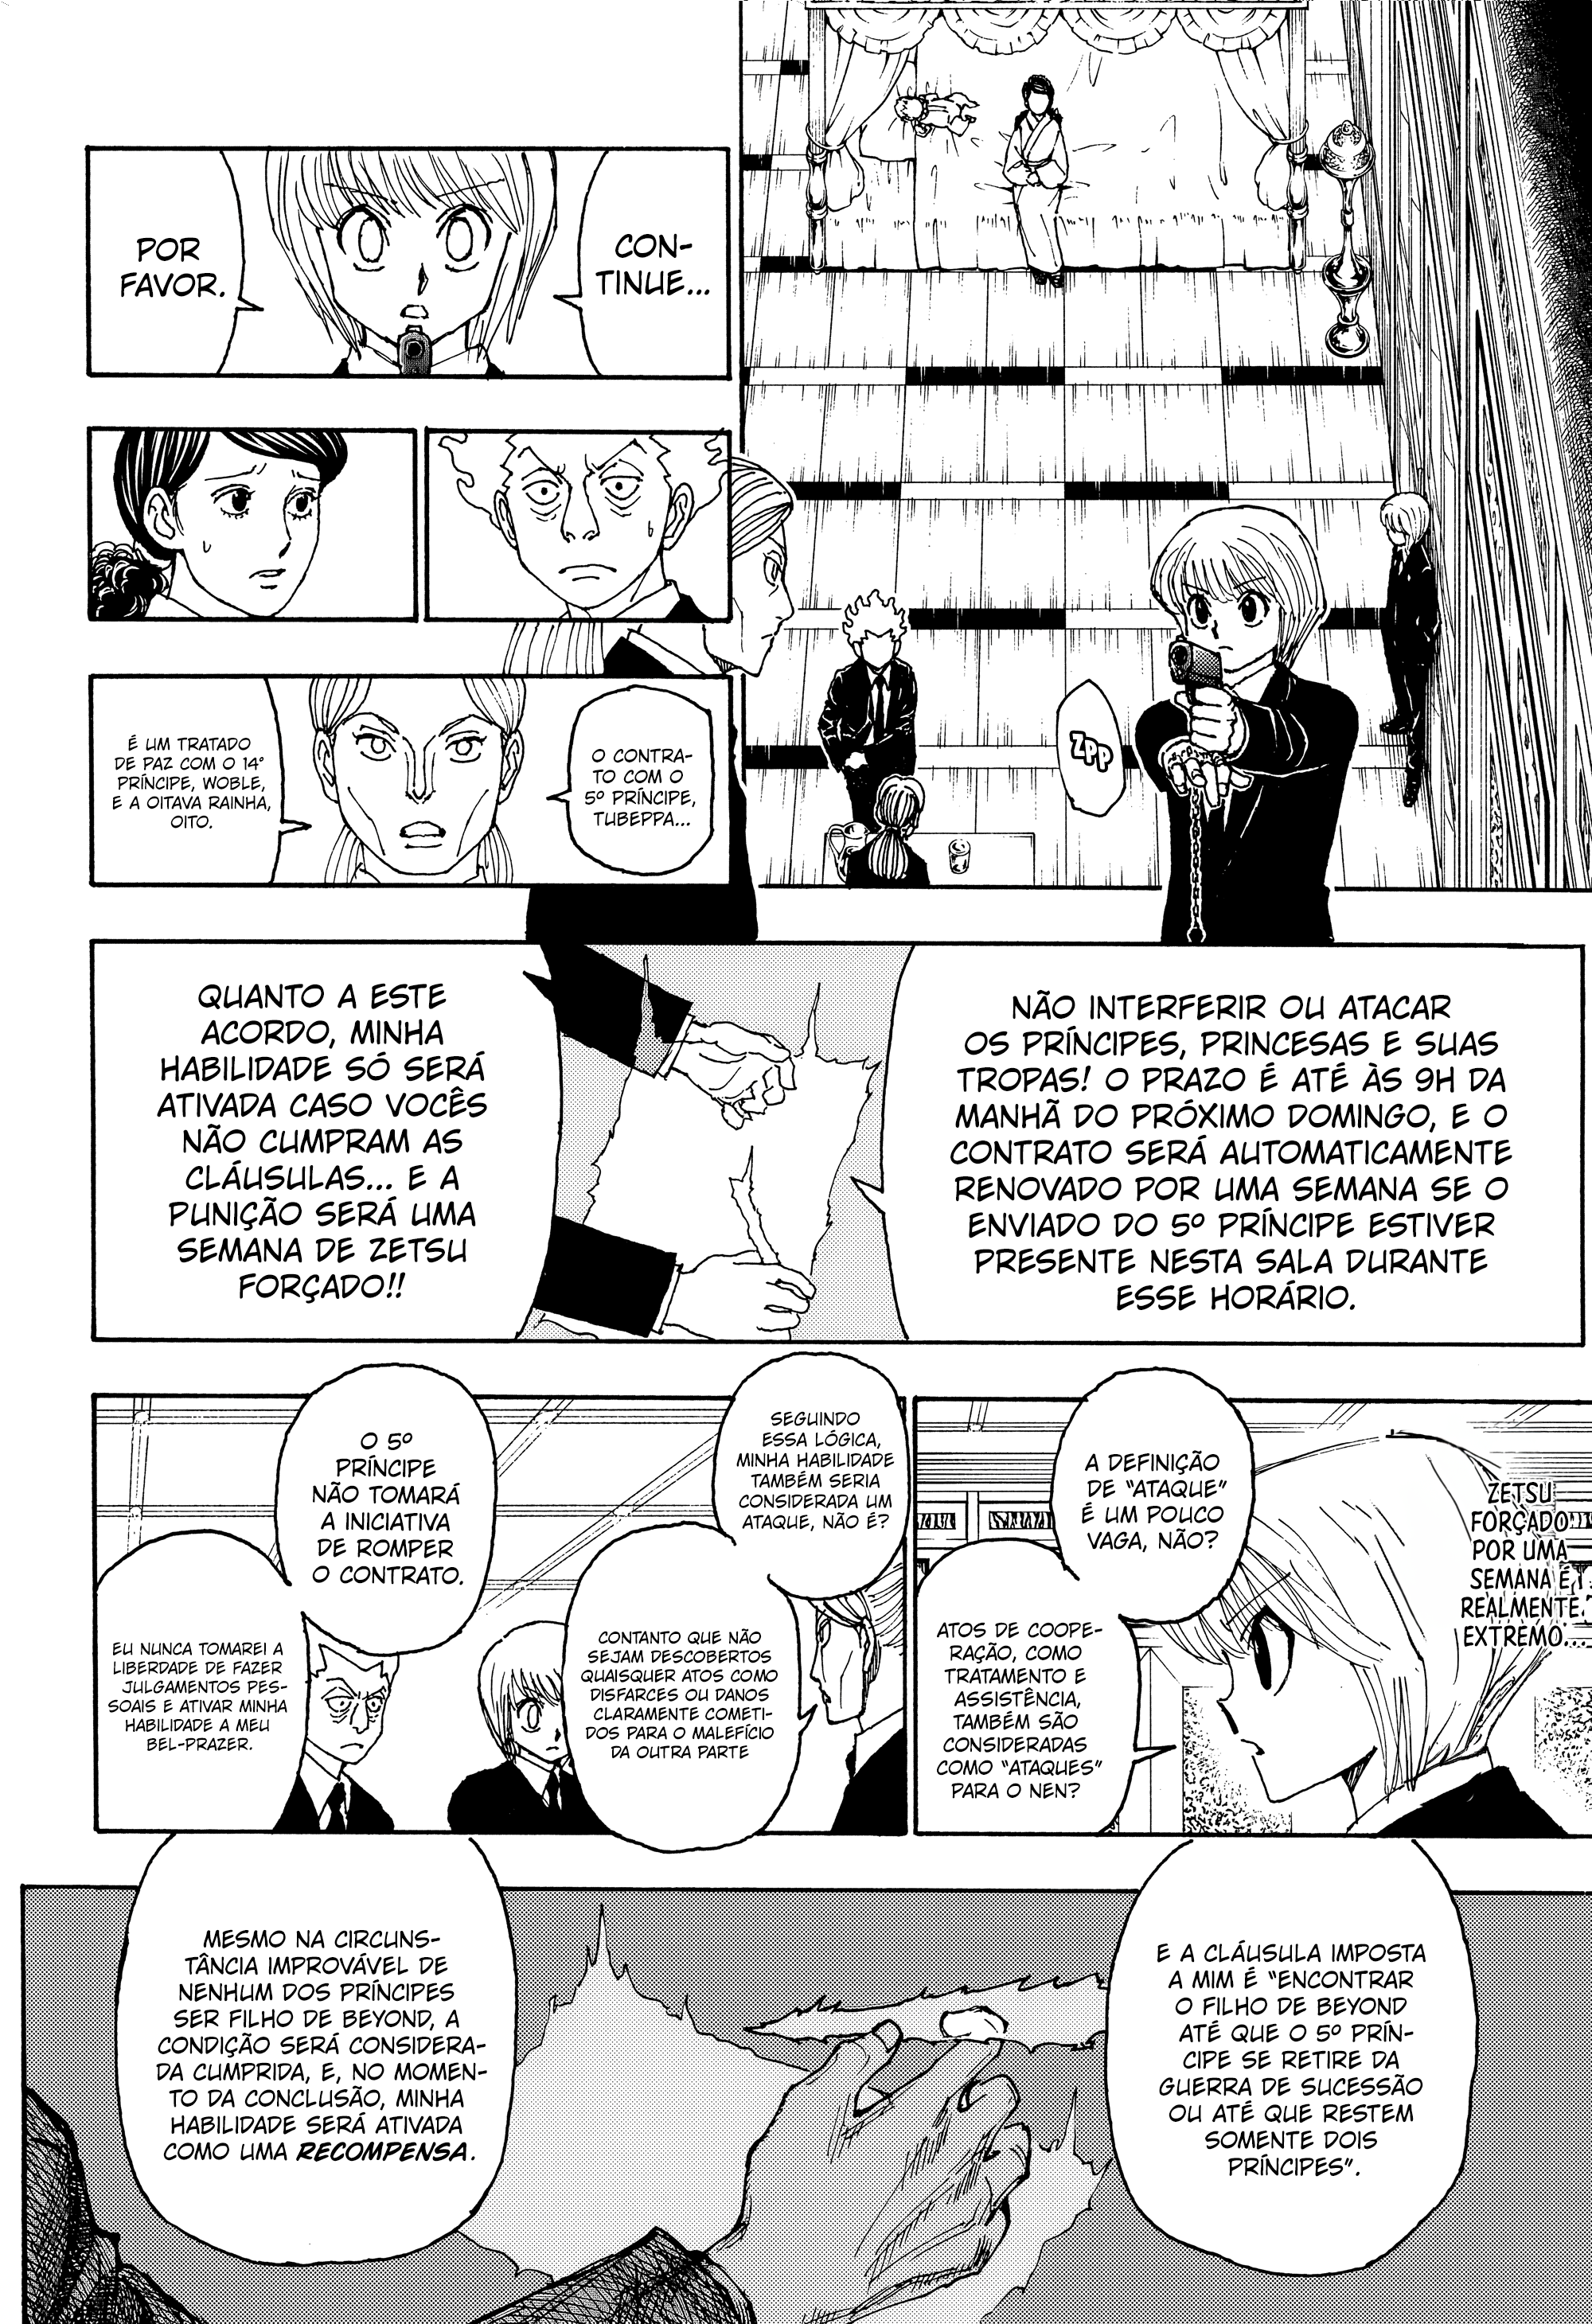 CON-
TINUE...
POR
FAVOR.
ZPP
O CONTRA-
TO COM O
5º PRÍNCIPE,
TUBEPPA...
É UM TRATADO
DE PAZ COM O 14º
PRÍNCIPE, WOBLE,
E A OITAVA RAINHA,
OITO.
NÃO INTERFERIR OU ATACAR
OS PRÍNCIPES, PRINCESAS E SUAS
TROPAS! O PRAZO É ATÉ ÀS 9H DA
MANHÃ DO PRÓXIMO DOMINGO, E O
CONTRATO SERÁ AUTOMATICAMENTE
RENOVADO POR UMA SEMANA SE O
ENVIADO DO 5º PRÍNCIPE ESTIVER
PRESENTE NESTA SALA DURANTE
ESSE HORÁRIO.
QUANTO A ESTE
ACORDO, MINHA
HABILIDADE SÓ SERÁ
ATIVADA CASO VOCÊS
NÃO CUMPRAM AS
CLÁUSULAS... E A
PUNIÇÃO SERÁ UMA
SEMANA DE ZETSU
FORÇADO!!
ZETSU
FORÇADO
POR UMA
SEMANA É
REALMENTE
EXTREMO...
A DEFINIÇÃO
DE "ATAQUE"
É UM POUCO
VAGA, NÃO?
ATOS DE COOPE-
RAÇÃO, COMO
TRATAMENTO E
ASSISTÊNCIA,
TAMBÉM SÃO
CONSIDERADAS
COMO "ATAQUES"
PARA O NEN?
SEGUINDO
ESSA LÓGICA,
MINHA HABILIDADE
TAMBÉM SERIA
CONSIDERADA UM
ATAQUE, NÃO É?
CONTANTO QUE NÃO
SEJAM DESCOBERTOS
QUAISQUER ATOS COMO
DISFARCES OU DANOS
CLARAMENTE COMETI-
DOS PARA O MALEFÍCIO
DA OUTRA PARTE
O 5º
PRÍNCIPE
NÃO TOMARÁ
A INICIATIVA
DE ROMPER
O CONTRATO.
EU NUNCA TOMAREI A
LIBERDADE DE FAZER
JULGAMENTOS PES-
SOAIS E ATIVAR MINHA
HABILIDADE A MEU
BEL-PRAZER.
E A CLÁUSULA IMPOSTA
A MIM É "ENCONTRAR
O FILHO DE BEYOND
ATÉ QUE O 5º PRÍN-
CIPE SE RETIRE DA
GUERRA DE SUCESSÃO
OU ATÉ QUE RESTEM
SOMENTE DOIS
PRÍNCIPES".
MESMO NA CIRCUNS-
TÂNCIA IMPROVÁVEL DE
NENHUM DOS PRÍNCIPES
SER FILHO DE BEYOND, A
CONDIÇÃO SERÁ CONSIDERA-
DA CUMPRIDA, E, NO MOMEN-
TO DA CONCLUSÃO, MINHA
HABILIDADE SERÁ ATIVADA
COMO UMA RECOMPENSA.